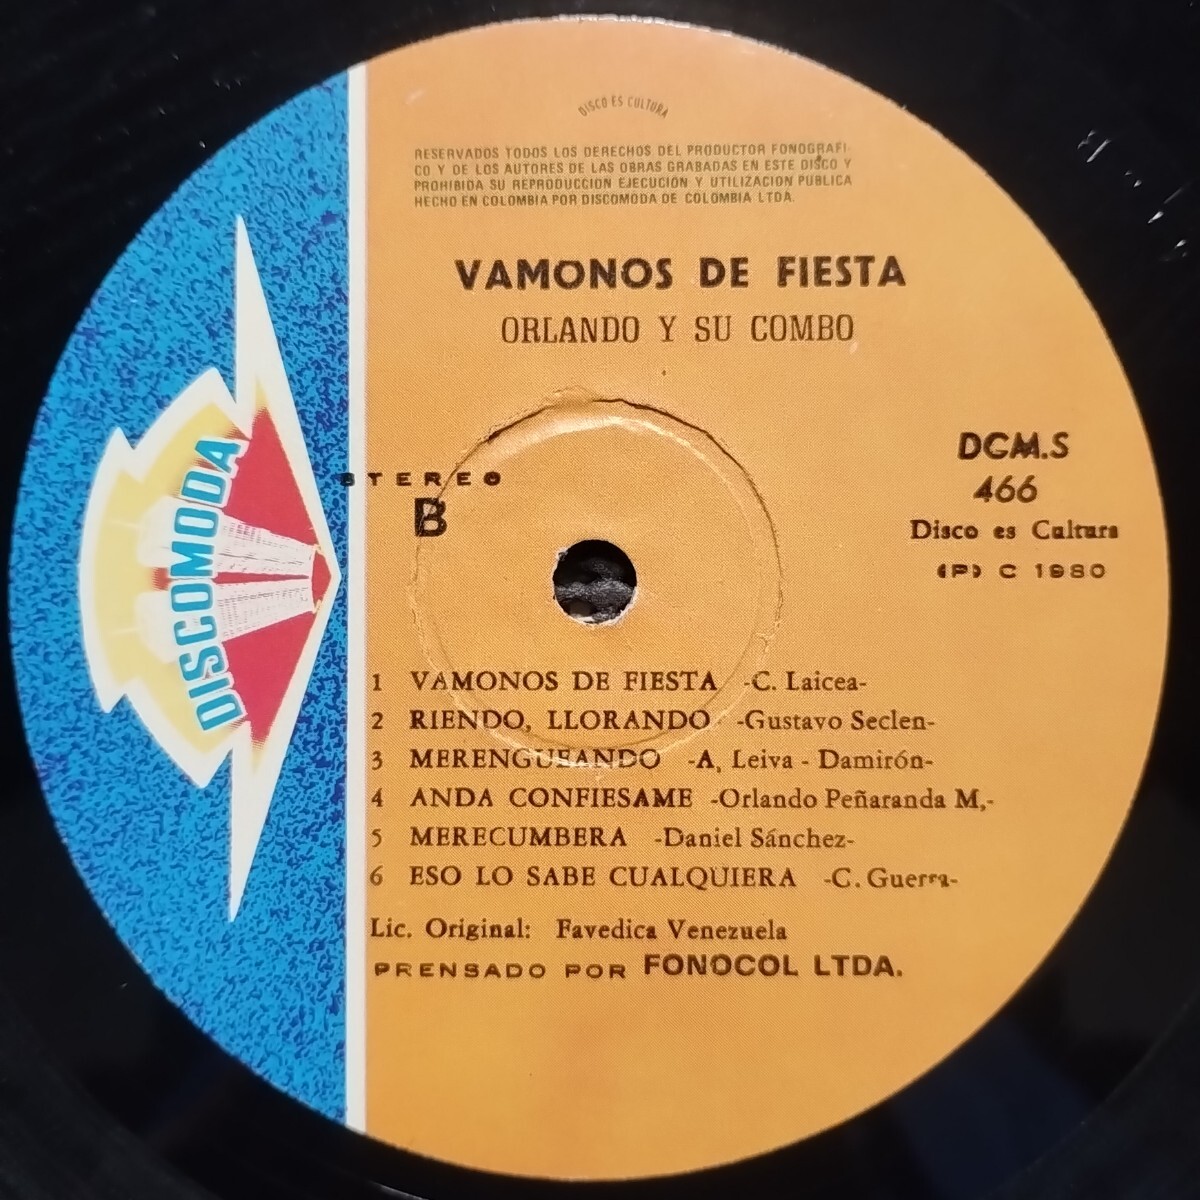 DISCO ES CULTURA
RESERVADOS TODOS LOS DERECHOS DEL PRODUCTOR FONOGRAFI-
CO Y DE LOS AUTORES DE LAS OBRAS GRABADAS EN ESTE DISCO Y
PROHIBIDA SU REPRODUCCION EJECUCION Y UTILIZACION PUBLICA
HECHO EN COLOMBIA POR DISCOMODA DE COLOMBIA LTDA.
VAMONOS DE FIESTA
ORLANDO Y SU COMBO
DISCOMODA
STEREO
B
DCM.S
466
Disco es Cultura
(P) C 1980
1 VAMONOS DE FIESTA -C. Laicea-
2 RIENDO, LLORANDO -Gustavo Seclen-
3 MERENGUEANDO -A, Leiva - Damirón-
4 ANDA CONFIESAME -Orlando Peñaranda M,-
5 MERECUMBERA -Daniel Sánchez-
6 ESO LO SABE CUALQUIERA -C. Guerra-
Lic. Original: Favedica Venezuela
PRENSADO POR FONOCOL LTDA.